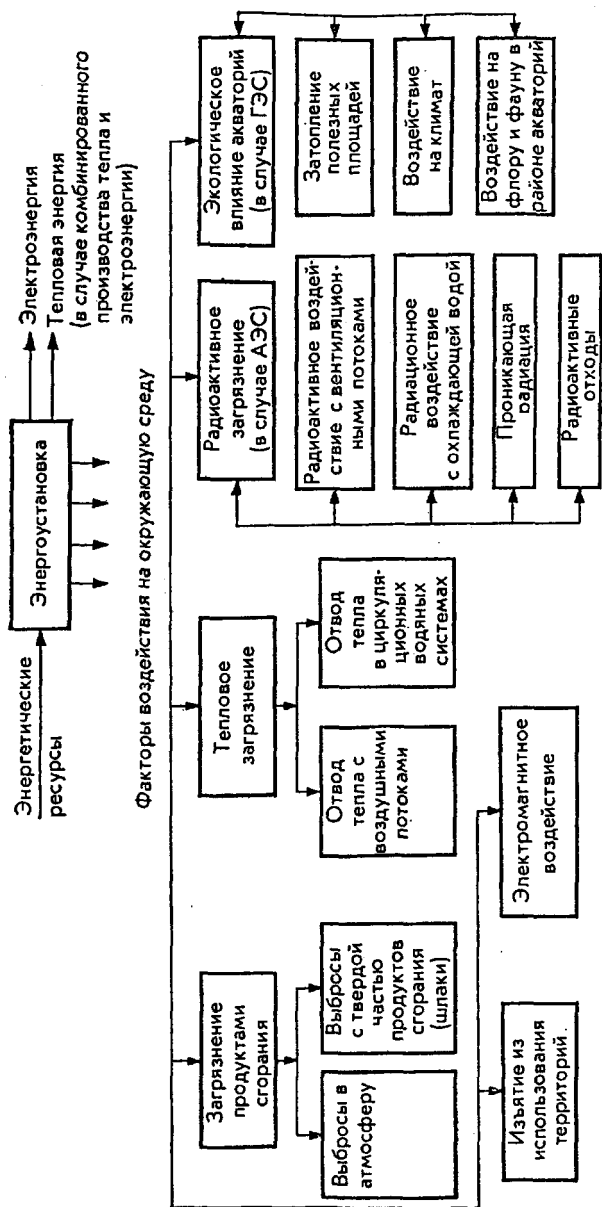 Энергетические
ресурсы
Энергоустановка
Электроэнергия
Тепловая энергия
(в случае комбинированного
производства тепла и
электроэнергии)
Факторы воздействия на окружающую среду
Загрязнение
продуктами
сгорания
Выбросы в
атмосферу
Выбросы
с твердой
частью
продуктов
сгорания
(шлаки)
Тепловое
загрязнение
Отвод
тепла с
воздушными
потоками
Отвод
тепла
в циркуля-
ционных
водяных
системах
Радиоактивное
загрязнение
(в случае АЭС)
Радиоактивное воздей-
ствие с вентиляцион-
ными потоками
Радиационное
воздействие
с охлаждающей водой
Проникающая
радиация
Радиоактивные
отходы
Экологическое
влияние акваторий
(в случае ГЭС)
Затопление
полезных
площадей
Воздействие
на климат
Воздействие на
флору и фауну в
районе акваторий
Изъятие из
использования
территорий
Электромагнитное
воздействие